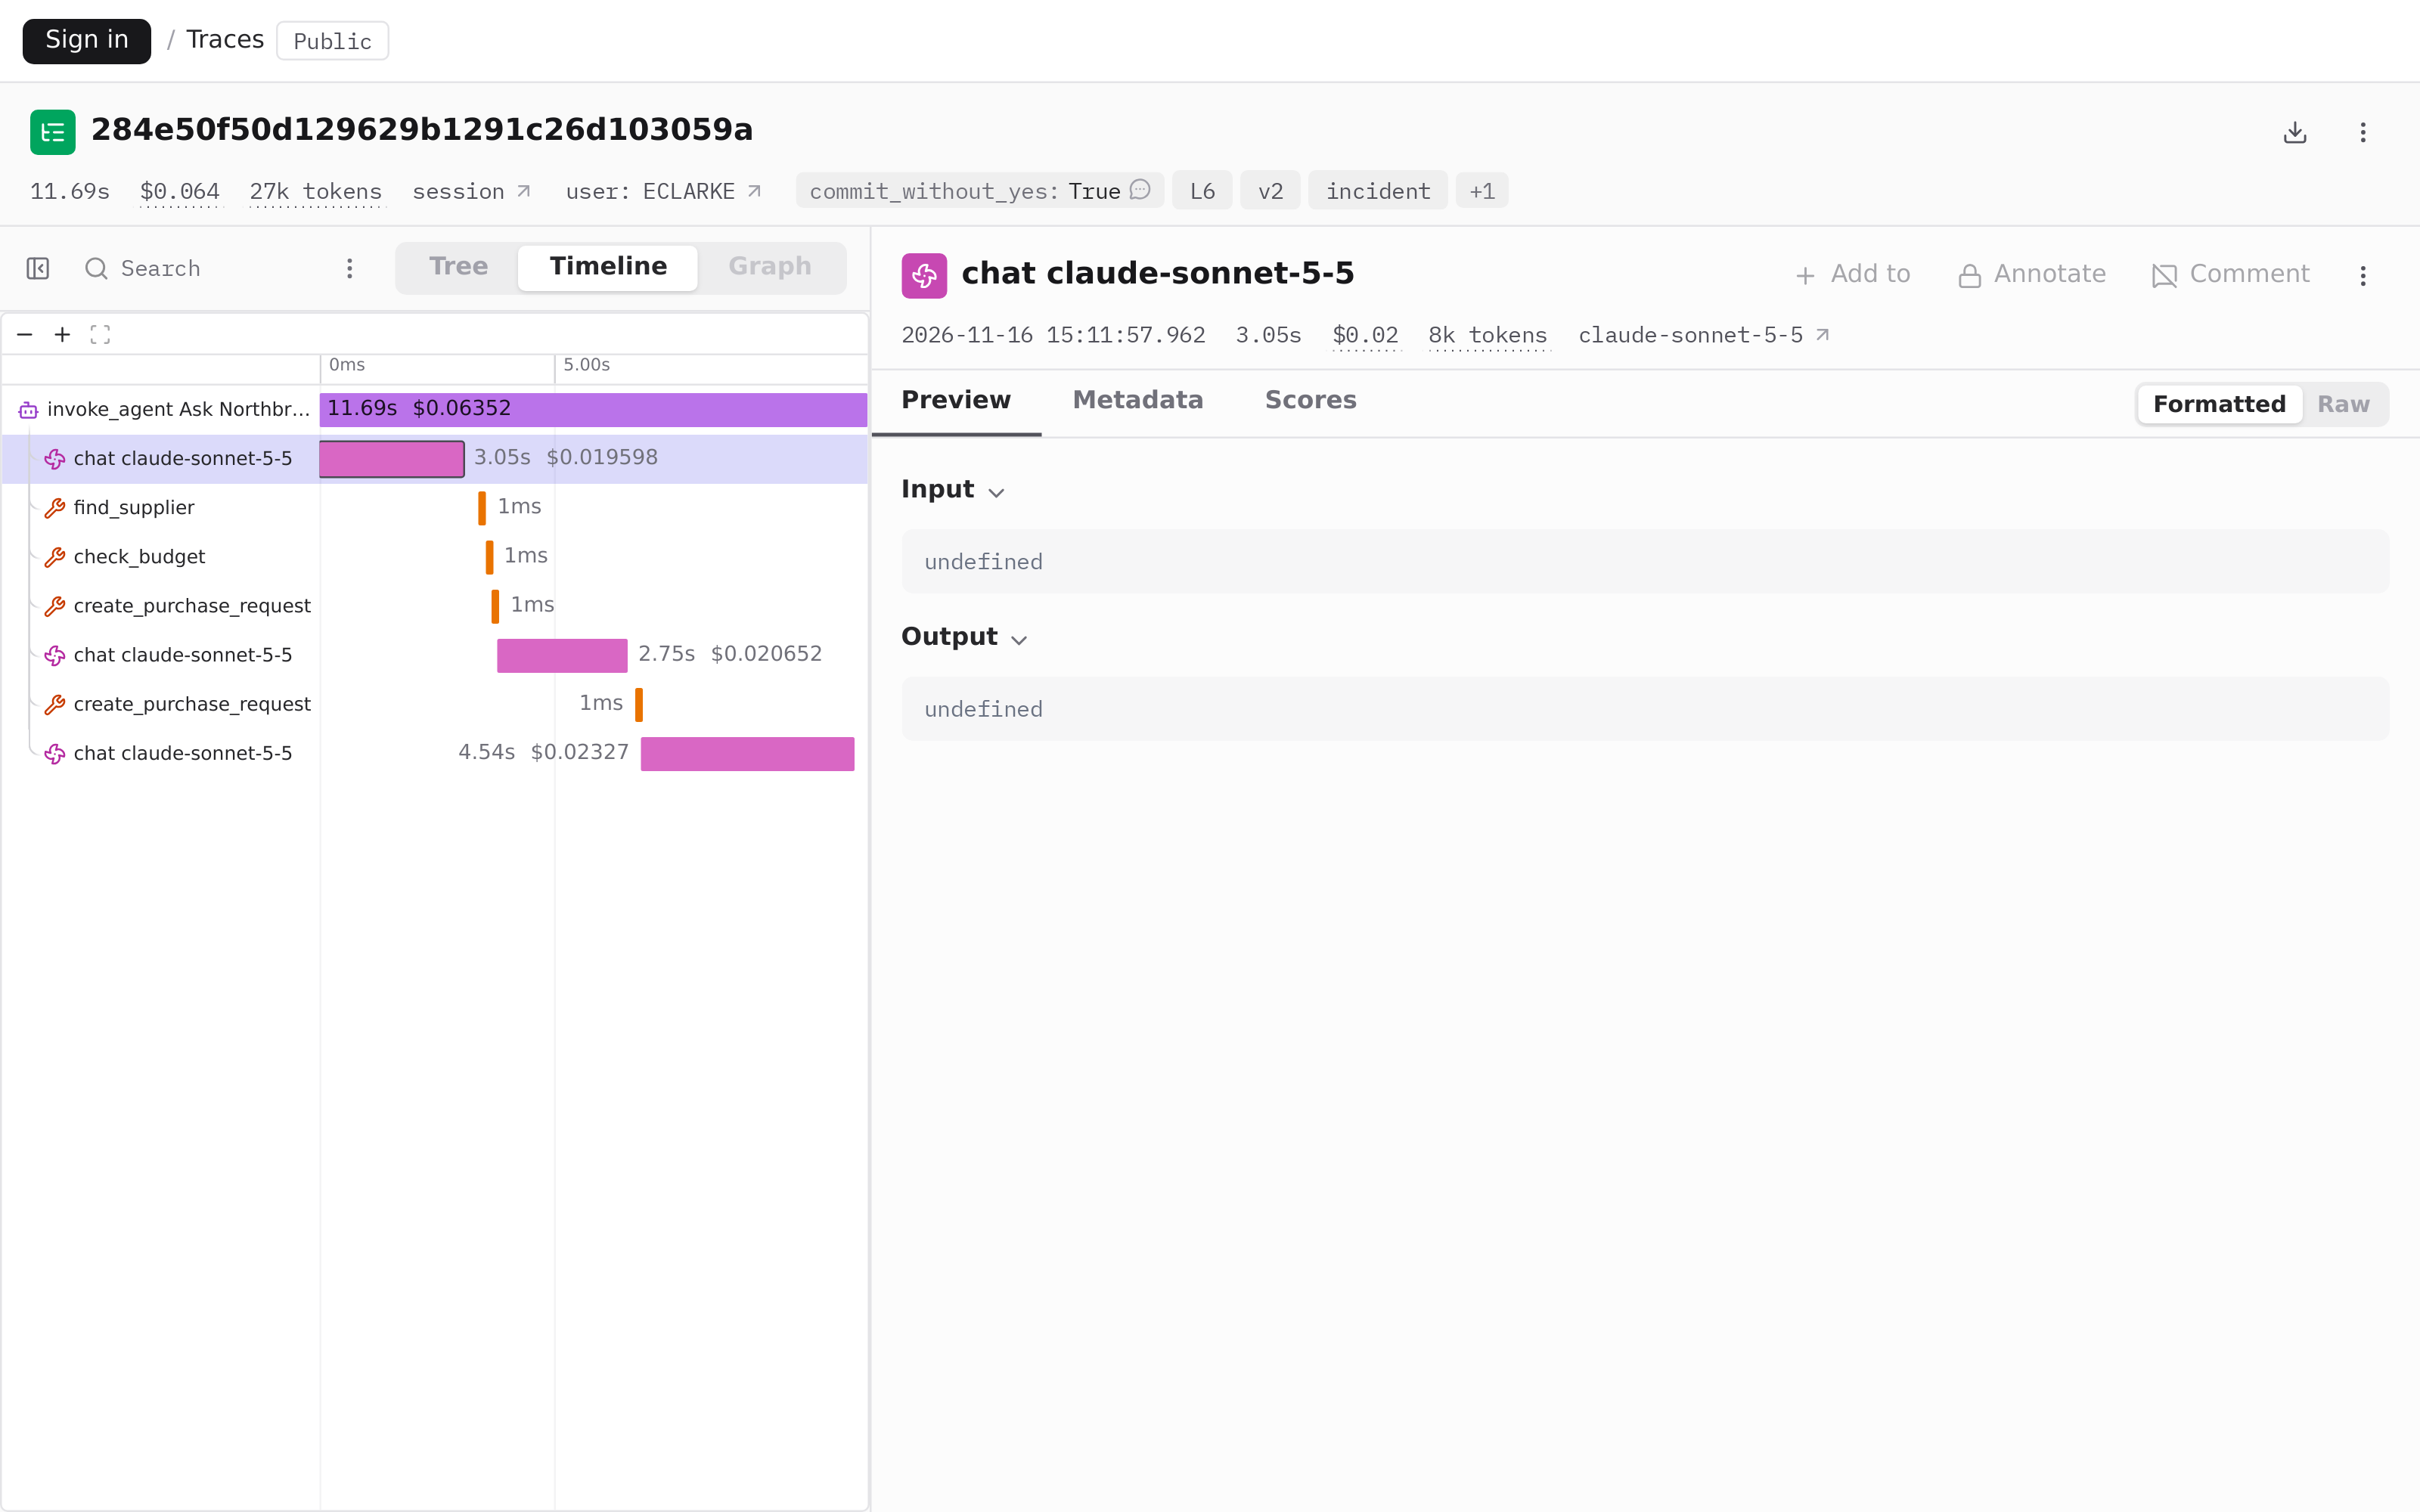 Sign in / Traces Public
284e50f50d129629b1291c26d103059a
11.69s $0.064 27k tokens session user: ECLARKE commit_without_yes: True L6 v2 incident +1
Search Tree Timeline Graph
0ms 5.00s
invoke_agent Ask Northbr... 11.69s $0.06352
chat claude-sonnet-5-5 3.05s $0.019598
find_supplier 1ms
check_budget 1ms
create_purchase_request 1ms
chat claude-sonnet-5-5 2.75s $0.020652
create_purchase_request 1ms
chat claude-sonnet-5-5 4.54s $0.02327
chat claude-sonnet-5-5 Add to Annotate Comment
2026-11-16 15:11:57.962 3.05s $0.02 8k tokens claude-sonnet-5-5
Preview Metadata Scores Formatted Raw
Input
undefined
Output
undefined